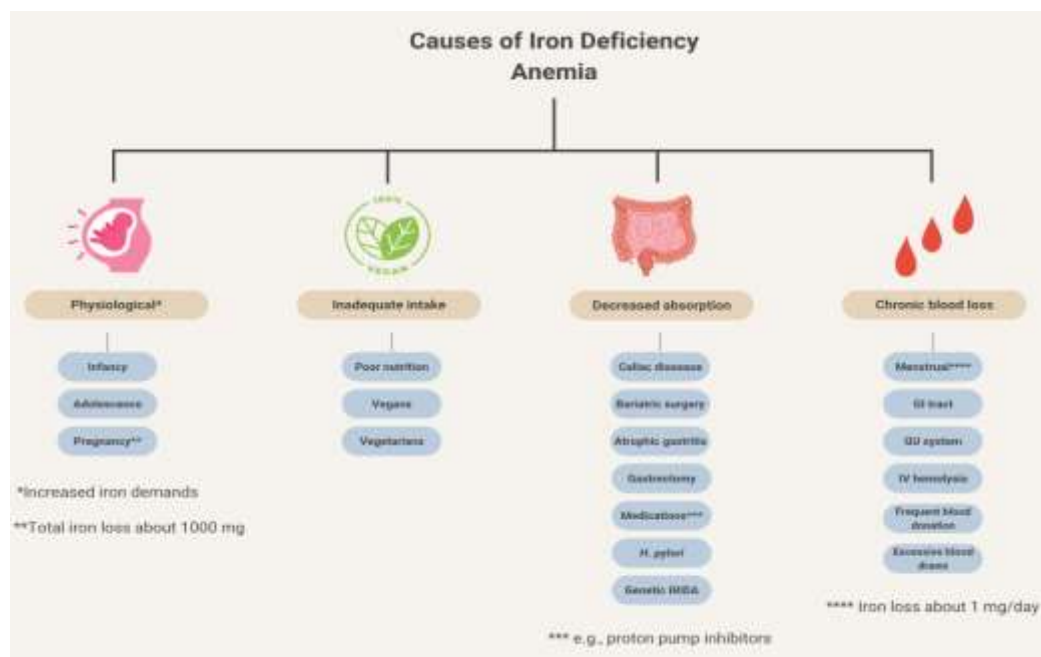 Causes of Iron Deficiency
Anemia
100%
VEGAN
Physiological*
Inadequate intake
Decreased absorption
Chronic blood loss
Infancy
Adolescence
Pregnancy**
*Increased iron demands
**Total iron loss about 1000 mg
Poor nutrition
Vegans
Vegetarians
Celiac disease
Bariatric surgery
Atrophic gastritis
Gastrectomy
Medications***
H. pylori
Genetic IRIDA
*** e.g., proton pump inhibitors
Menstrual****
GI tract
GU system
IV hemolysis
Frequent blood
donation
Excessive blood
draws
**** Iron loss about 1 mg/day